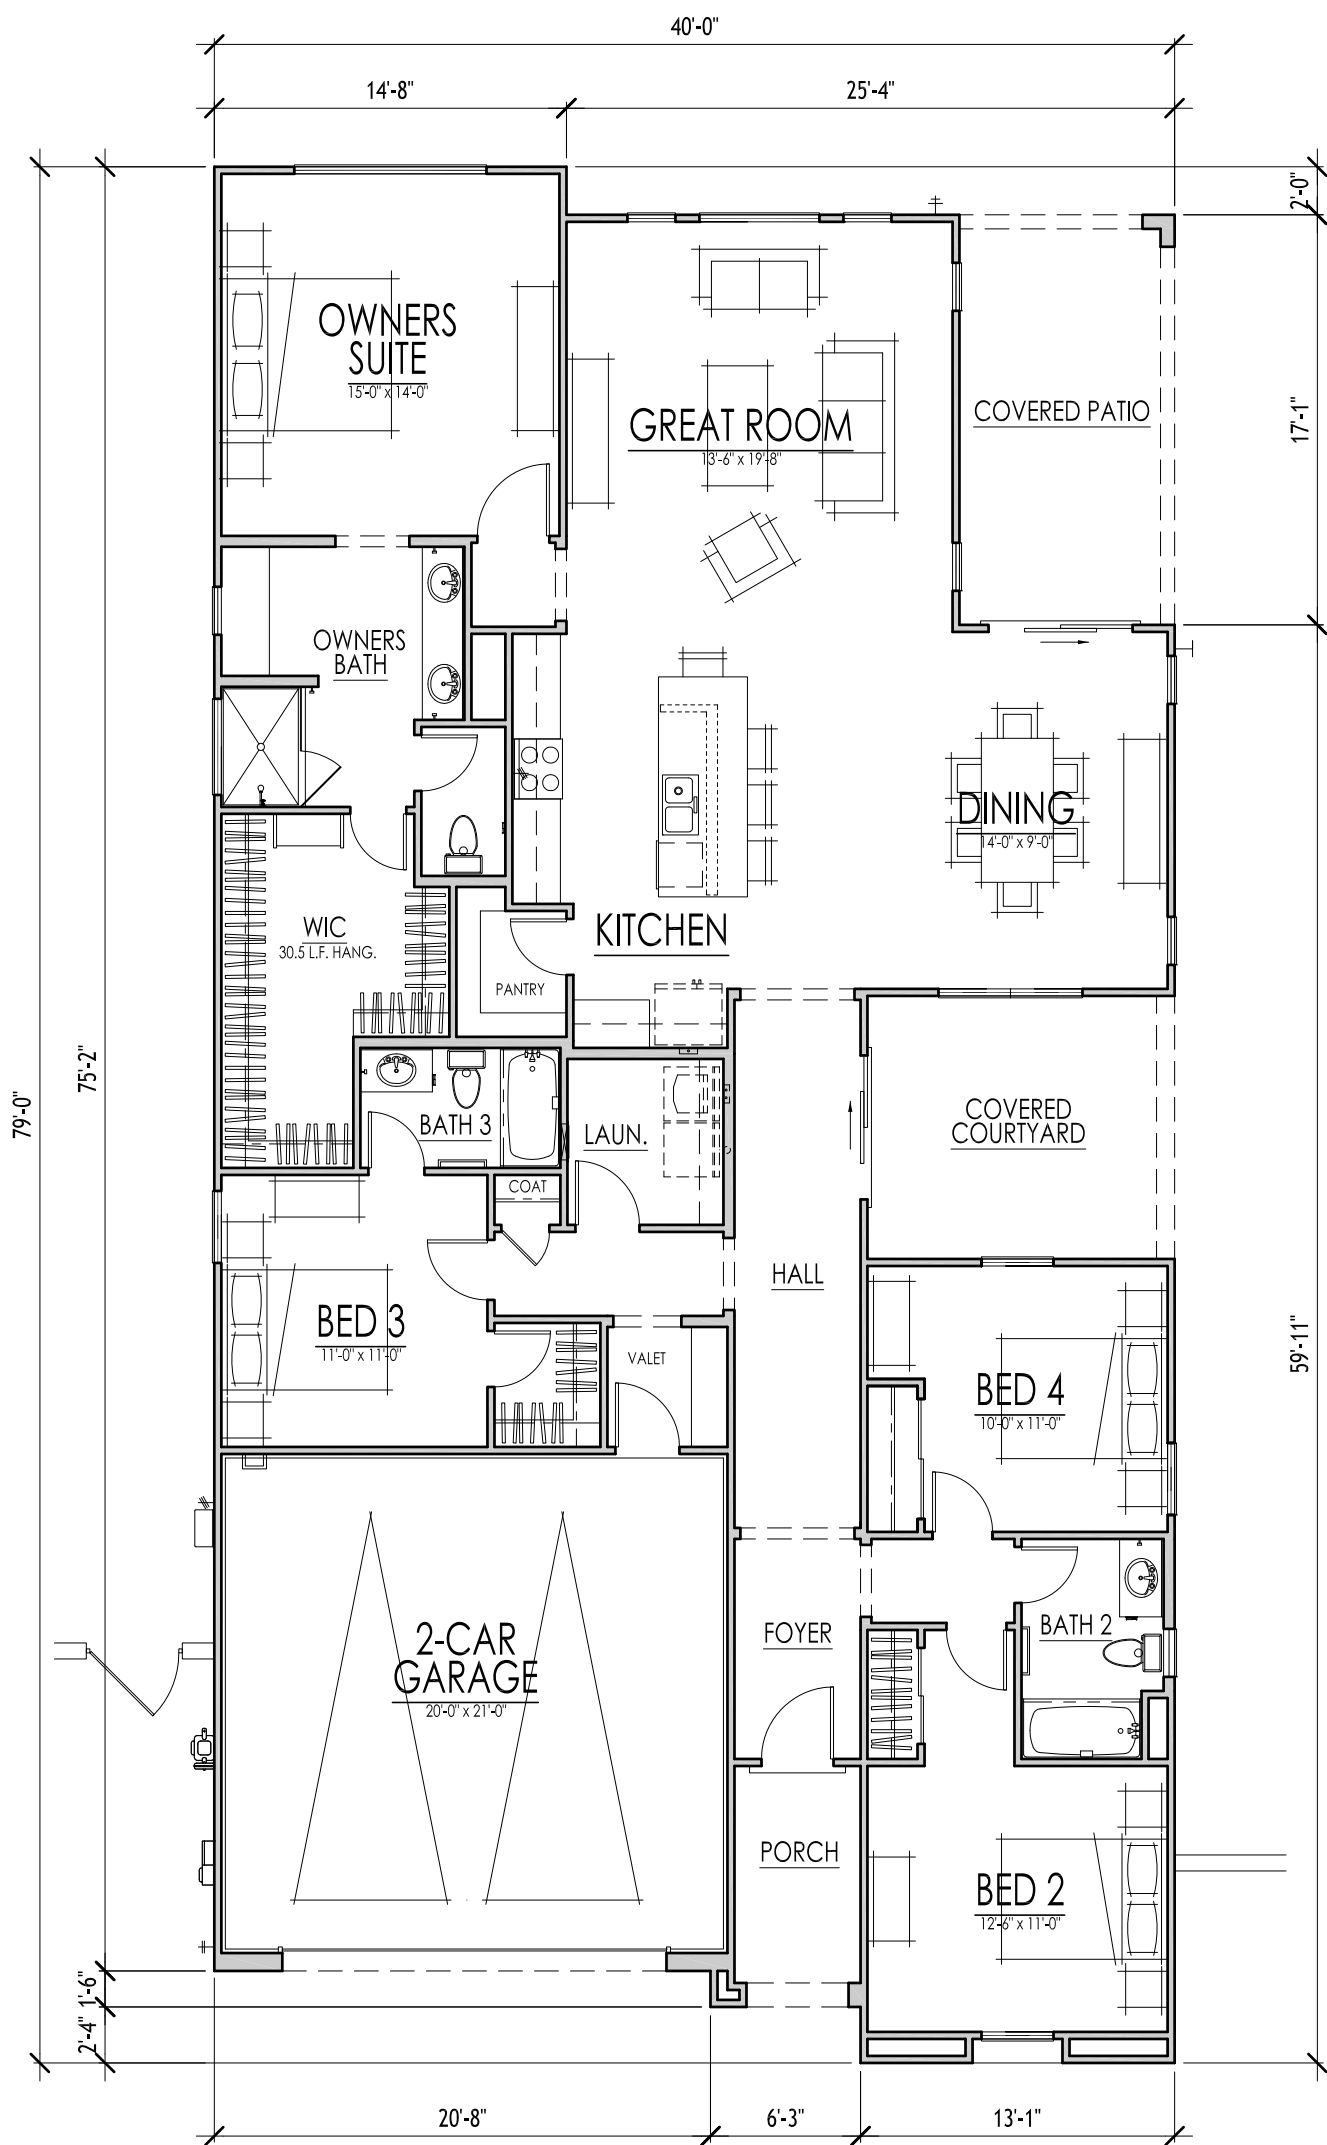 40'-0"
14'-8"
25'-4"
2'-0"
17'-1"
59'-11"
79'-0"
75'-2"
1'-6"
2'-4"
OWNERS
SUITE
15'-0" x 14'-0"
GREAT ROOM
13'-6" x 19'-8"
COVERED PATIO
OWNERS
BATH
DINING
14'-0" x 9'-0"
WIC
30.5 L.F. HANG.
KITCHEN
PANTRY
BATH 3
LAUN.
COVERED
COURTYARD
COAT
HALL
BED 3
11'-0" x 11'-0"
VALET
BED 4
10'-0" x 11'-0"
2-CAR
GARAGE
20'-0" x 21'-0"
FOYER
BATH 2
PORCH
BED 2
12'-6" x 11'-0"
20'-8"
6'-3"
13'-1"